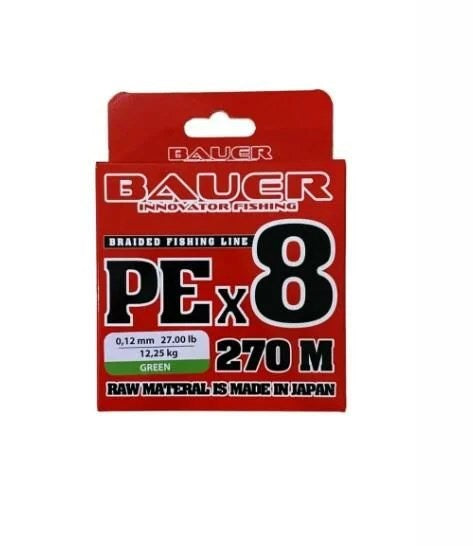 BAUER
BAUER
INNOVATOR FISHING
BRAIDED FISHING LINE
PEx8
0,12 mm 27.00 lb
12,25 kg
GREEN
270 M
RAW MATERAL IS MADE IN JAPAN